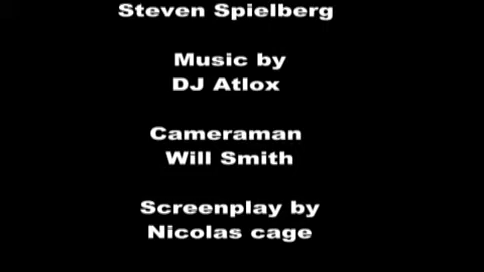 Steven Spielberg
Music by
DJ Atlox
Cameraman
Will Smith
Screenplay by
Nicolas cage